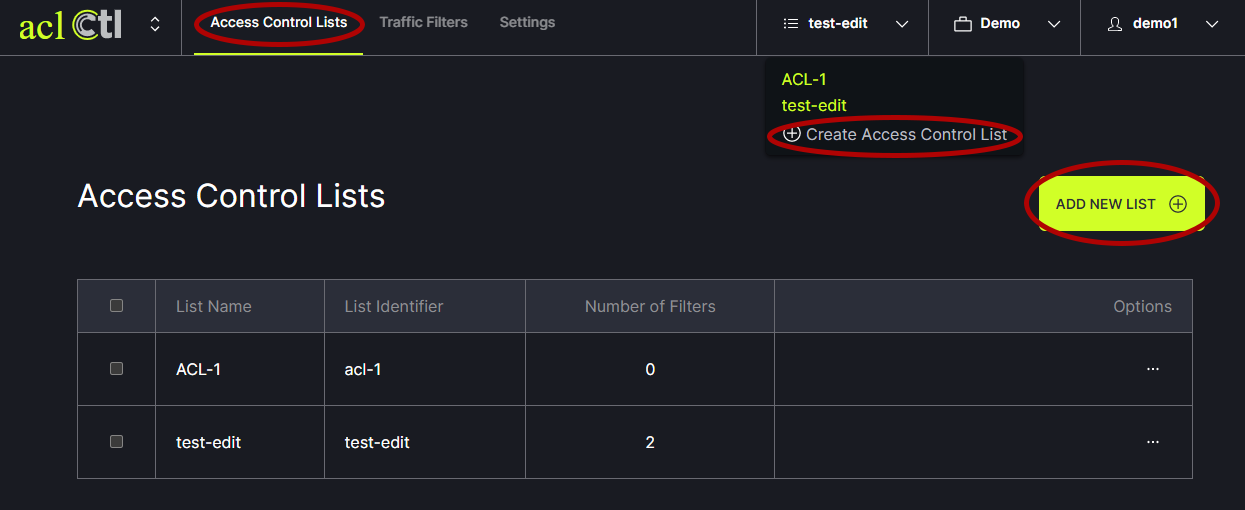 acl ctl
Access Control Lists
Traffic Filters
Settings
test-edit
Demo
demo1
ACL-1
test-edit
Create Access Control List
Access Control Lists
ADD NEW LIST
List Name
List Identifier
Number of Filters
Options
ACL-1
acl-1
0
...
test-edit
test-edit
2
...